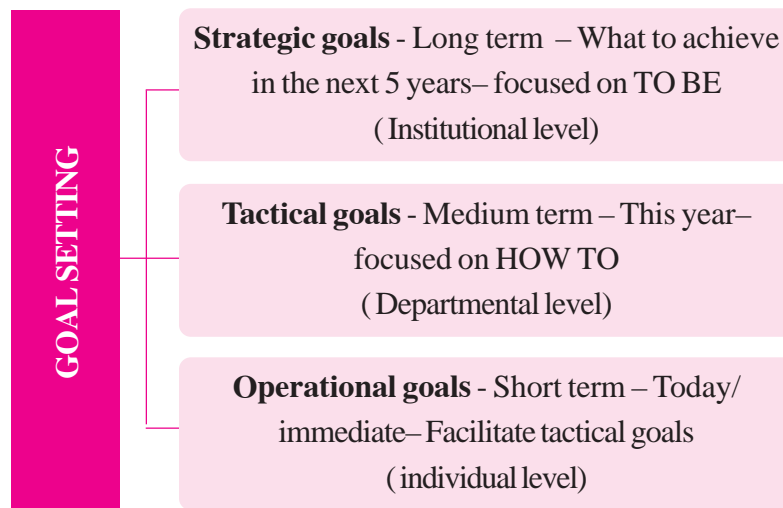 GOAL SETTING
Strategic goals - Long term – What to achieve
in the next 5 years– focused on TO BE
( Institutional level)
Tactical goals - Medium term – This year–
focused on HOW TO
( Departmental level)
Operational goals - Short term – Today/
immediate– Facilitate tactical goals
( individual level)